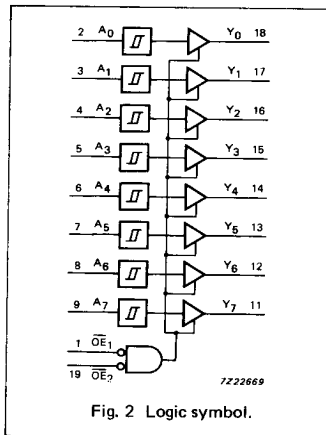 2 A0 Y0 18
3 A1 Y1 17
4 A2 Y2 16
5 A3 Y3 15
6 A4 Y4 14
7 A5 Y5 13
8 A6 Y6 12
9 A7 Y7 11
1 O̅E̅1
19 O̅E̅2
7Z22669
Fig. 2 Logic symbol.